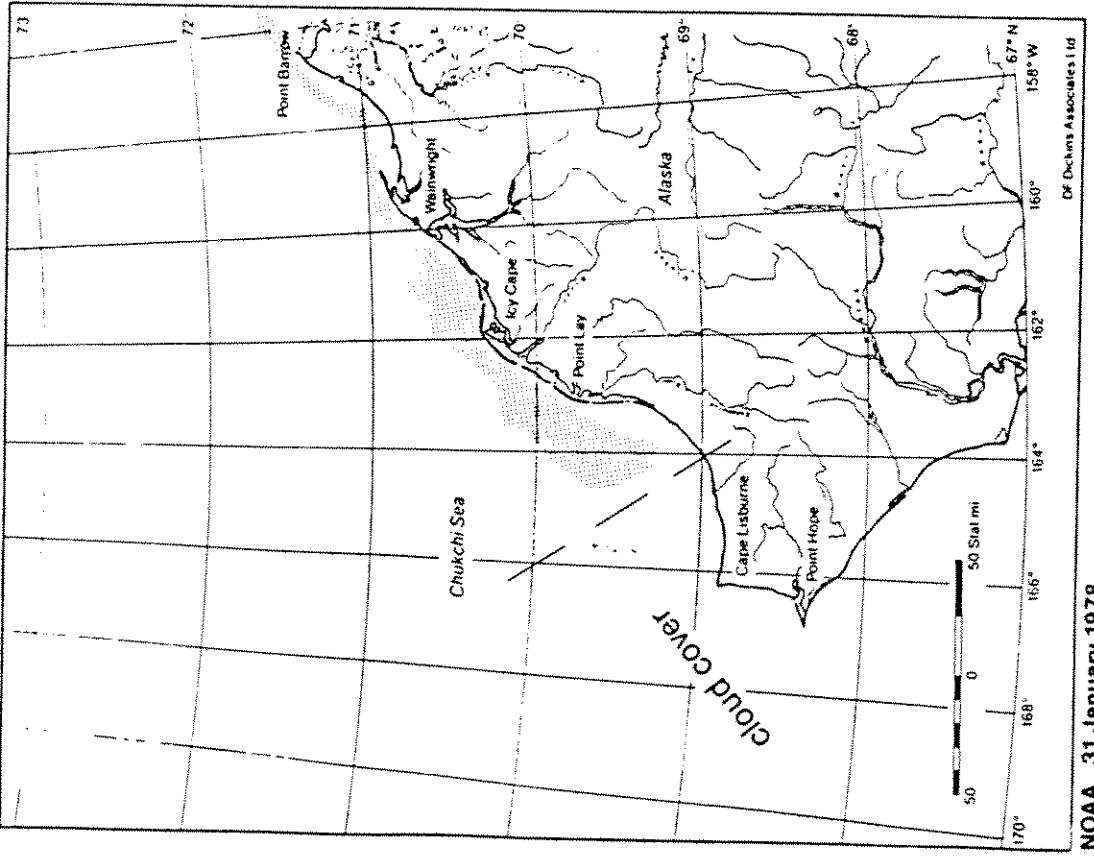 73
72
Point Barrow
71
70
69°
68°
67° N
158° W
Wainwright
160°
Alaska
Icy Cape
162°
Point Lay
164°
Chukchi Sea
Cape Lisburne
Point Hope
166°
cloud cover
168°
170°
50 0 50 Stat mi
DF Dickins Associates Ltd
NOAA 31 January 1978